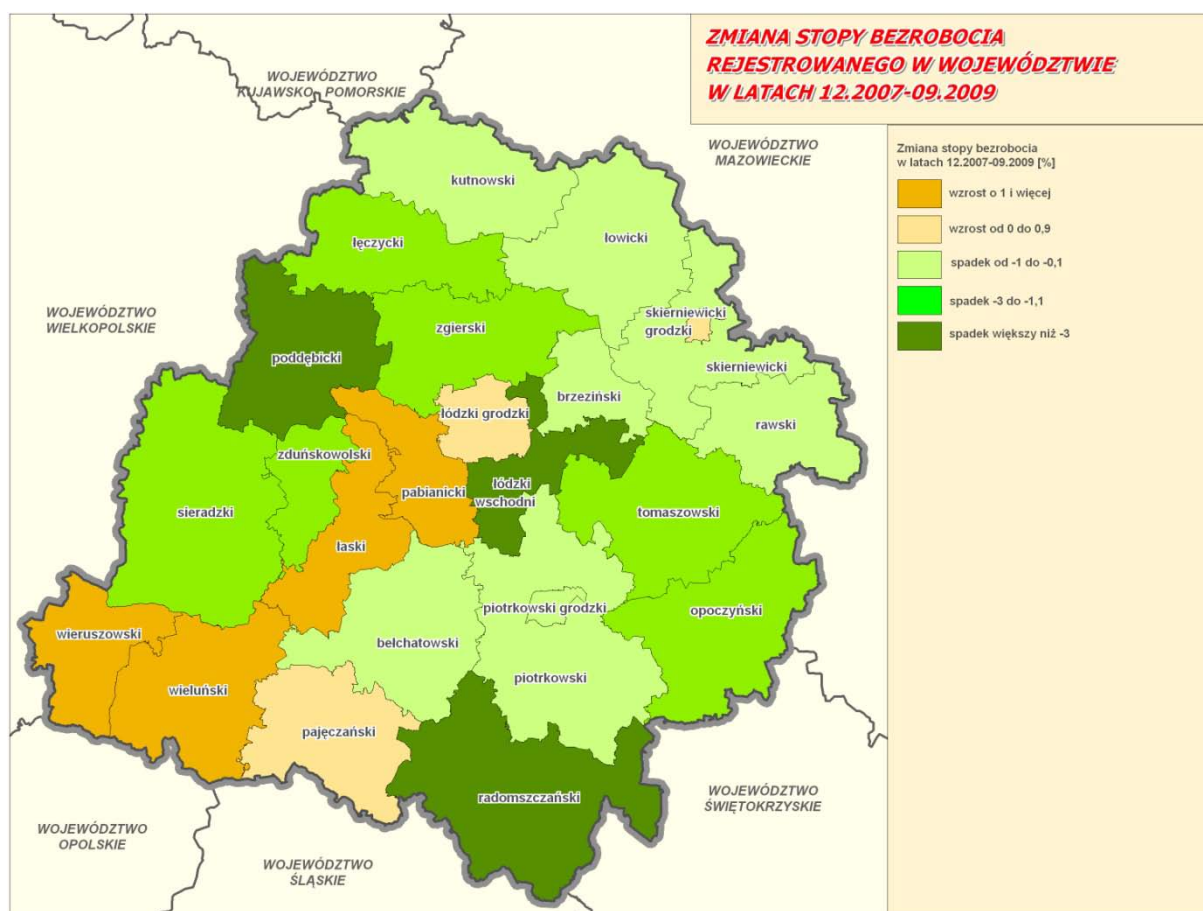 ZMIANA STOPY BEZROBOCIA
REJESTROWANEGO W WOJEWÓDZTWIE
W LATACH 12.2007-09.2009
WOJEWÓDZTWO
KUJAWSKO - POMORSKIE
WOJEWÓDZTWO
MAZOWIECKIE
Zmiana stopy bezrobocia
w latach 12.2007-09.2009 [%]
wzrost o 1 i więcej
wzrost od 0 do 0,9
spadek od -1 do -0,1
spadek -3 do -1,1
spadek większy niż -3
kutnowski
łęczycki
łowicki
WOJEWÓDZTWO
WIELKOPOLSKIE
zgierski
skierniewicki
grodzki
poddębicki
skierniewicki
brzeziński
łódzki grodzki
rawski
zduńskowolski
pabianicki
łódzki
wschodni
sieradzki
tomaszowski
łaski
piotrkowski grodzki
opoczyński
wieruszowski
bełchatowski
piotrkowski
wieluński
pajęczański
radomszczański
WOJEWÓDZTWO
ŚWIĘTOKRZYSKIE
WOJEWÓDZTWO
OPOLSKIE
WOJEWÓDZTWO
ŚLĄSKIE